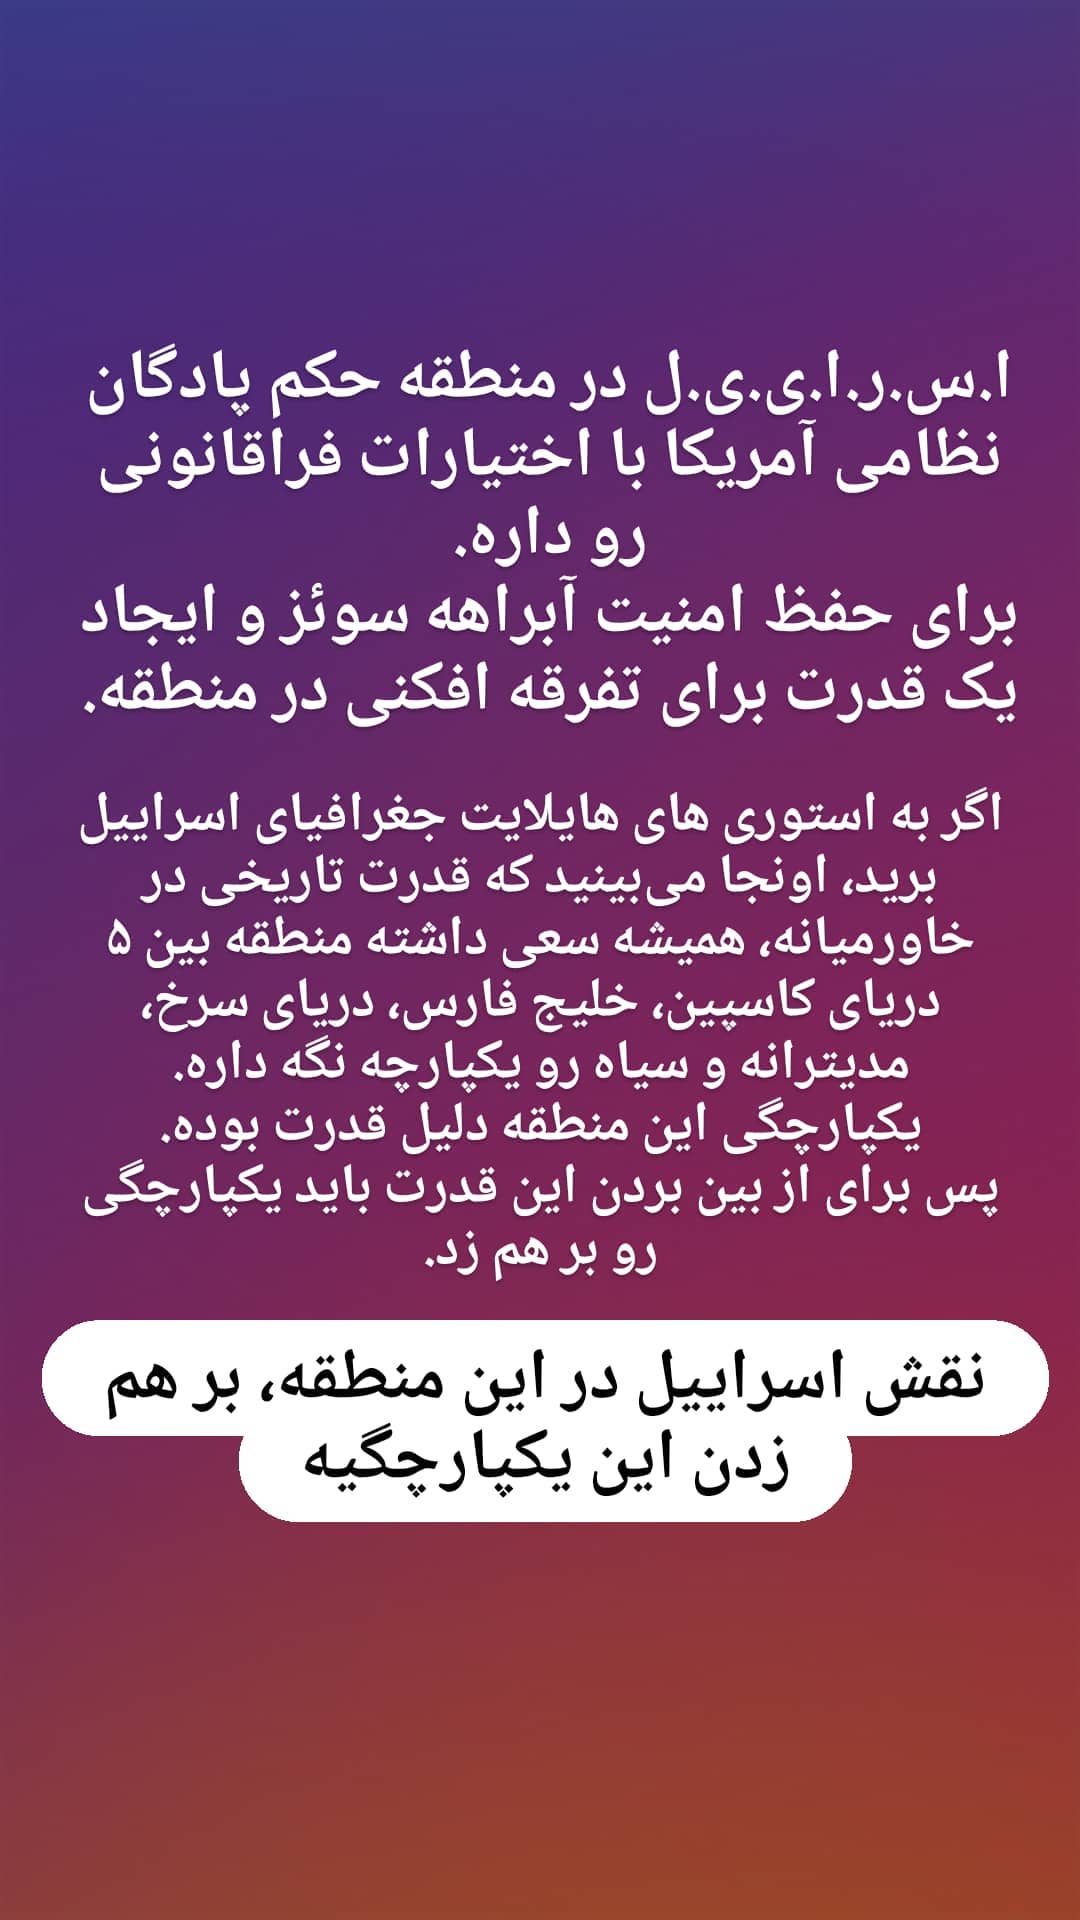 ا.س.ر.ا.ی.ی.ل در منطقه حکم پادگان
نظامی آمریکا با اختیارات فراقانونی
رو داره.
برای حفظ امنیت آبراهه سوئز و ایجاد
یک قدرت برای تفرقه افکنی در منطقه.
اگر به استوری های هایلایت جغرافیای اسراییل
برید، اونجا می‌بینید که قدرت تاریخی در
خاورمیانه، همیشه سعی داشته منطقه بین ۵
دریای کاسپین، خلیج فارس، دریای سرخ،
مدیترانه و سیاه رو یکپارچه نگه داره.
یکپارچگی این منطقه دلیل قدرت بوده.
پس برای از بین بردن این قدرت باید یکپارچگی
رو بر هم زد.
نقش اسراییل در این منطقه، بر هم
زدن این یکپارچگیه